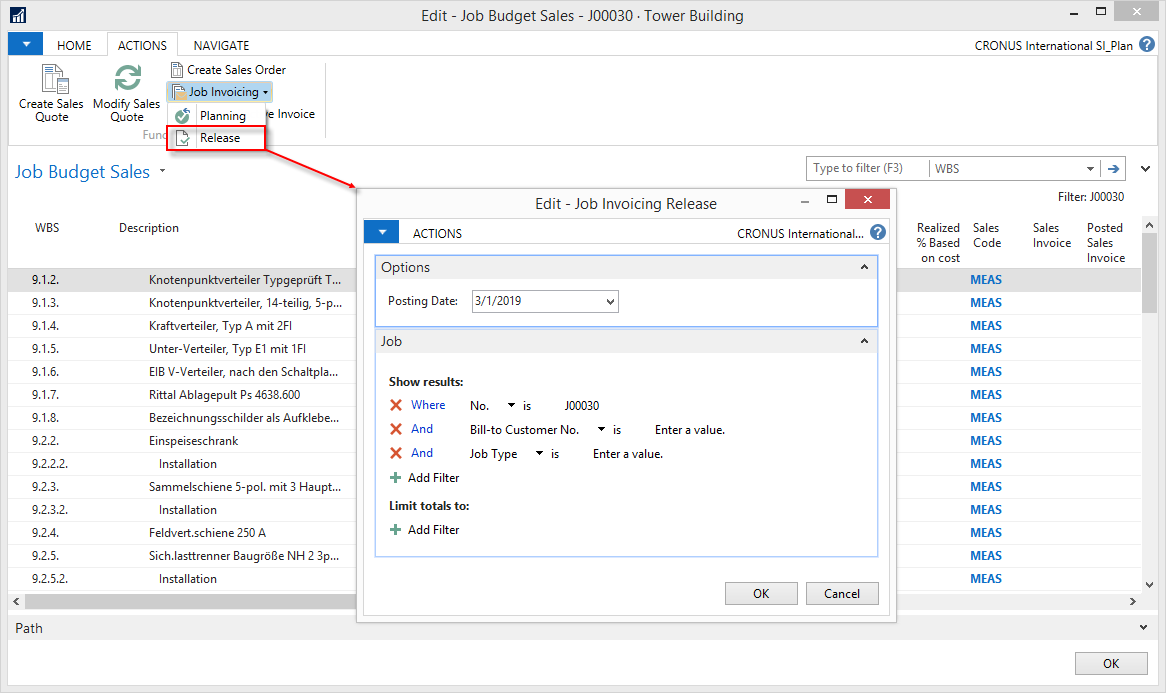 Edit - Job Budget Sales - J00030 · Tower Building
HOME
ACTIONS
NAVIGATE
CRONUS International SI_Plan
?
Create Sales
Quote
Modify Sales
Quote
Create Sales Order
Job Invoicing
Planning
e Invoice
Release
Func
Job Budget Sales
Type to filter (F3)
WBS
Filter: J00030
WBS
Description
Realized
% Based
on cost
Sales
Code
Sales
Invoice
Posted
Sales
Invoice
9.1.2. Knotenpunktverteiler Typgeprüft T... MEAS
9.1.3. Knotenpunktverteiler, 14-teilig, 5-p... MEAS
9.1.4. Kraftverteiler, Typ A mit 2FI MEAS
9.1.5. Unter-Verteiler, Typ E1 mit 1FI MEAS
9.1.6. EIB V-Verteiler, nach den Schaltpla... MEAS
9.1.7. Rittal Ablagepult Ps 4638.600 MEAS
9.1.8. Bezeichnungsschilder als Aufklebe... MEAS
9.2.2. Einspeiseschrank MEAS
9.2.2.2. Installation MEAS
9.2.3. Sammelschiene 5-pol. mit 3 Haupt... MEAS
9.2.3.2. Installation MEAS
9.2.4. Feldvert.schiene 250 A MEAS
9.2.5. Sich.lasttrenner Baugröße NH 2 3p... MEAS
9.2.5.2. Installation MEAS
Edit - Job Invoicing Release
ACTIONS
CRONUS International...
?
Options
Posting Date: 3/1/2019
Job
Show results:
Where No. is J00030
And Bill-to Customer No. is Enter a value.
And Job Type is Enter a value.
Add Filter
Limit totals to:
Add Filter
OK
Cancel
Path
OK